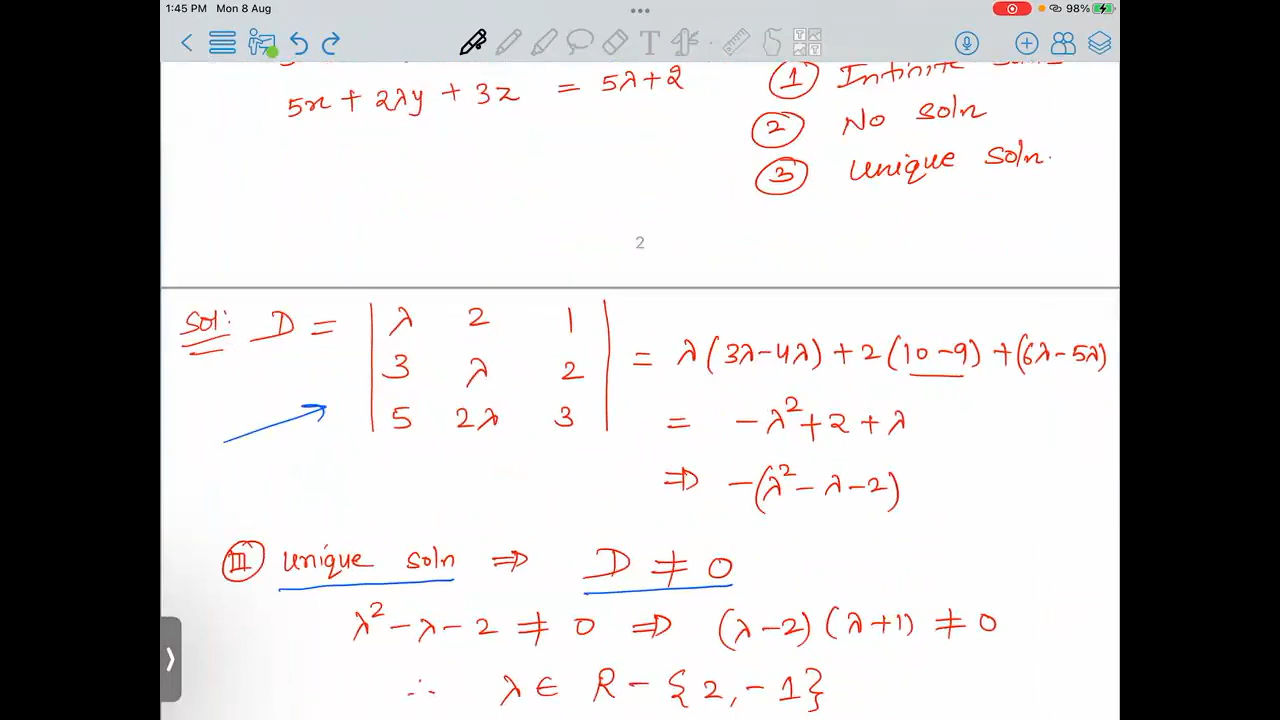 1:45 PM Mon 8 Aug
98%
T
5x + 2λy + 3z = 5λ+2
① Infinite
② No soln
③ Unique soln.
2
Sol: D = | λ 2 1 | = λ(3λ-4λ) + 2(10-9) + (6λ-5λ)
| 3 λ 2 | = -λ² + 2 + λ
| 5 2λ 3 |
⇒ -(λ² - λ - 2)
Ⅲ unique soln ⇒ D ≠ 0
λ² - λ - 2 ≠ 0 ⇒ (λ-2)(λ+1) ≠ 0
∴ λ ∈ R - {2, -1}